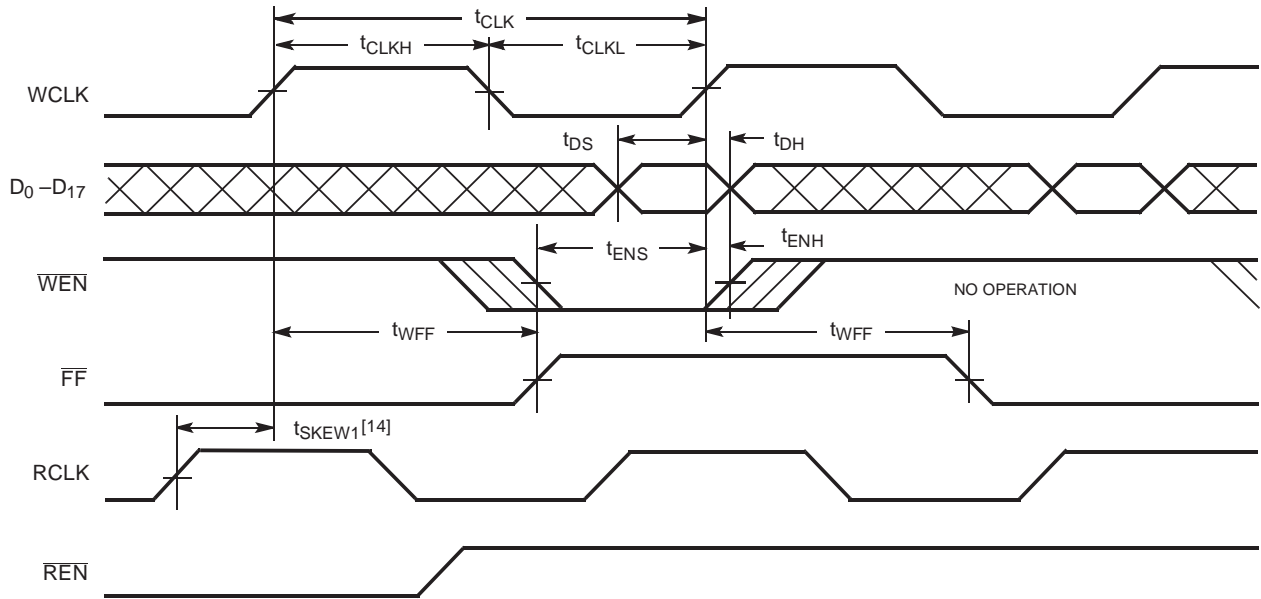 tCLK
tCLKH
tCLKL
WCLK
tDS
tDH
D0 –D17
tENS
tENH
WEN
NO OPERATION
tWFF
tWFF
FF
tSKEW1[14]
RCLK
REN